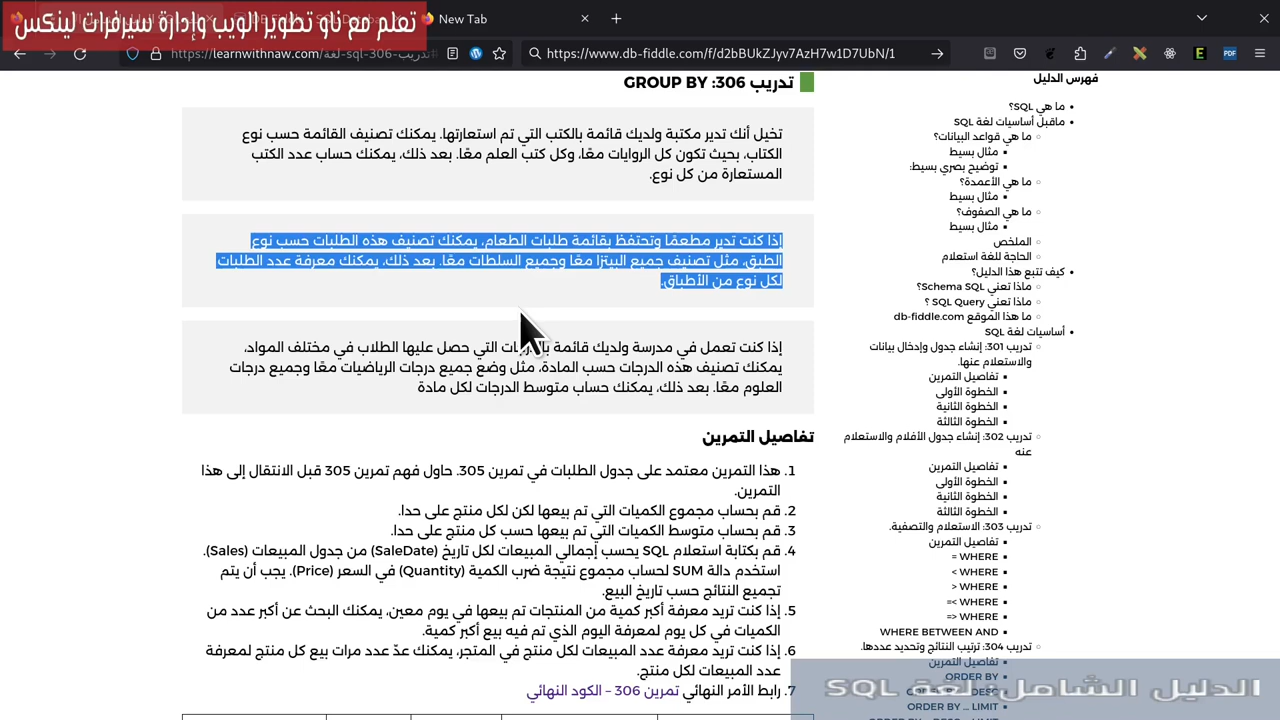 تعلم مع ناو تطوير الويب وإدارة سيرفرات لينكس
New Tab
https://learnwithnaw.com/
https://www.db-fiddle.com/f/d2bBUkZJyv7AzH7w1D7UbN/1
تدريب 306: GROUP BY
تخيل أنك تدير مكتبة ولديك قائمة بالكتب التي تم استعارتها. يمكنك تصنيف القائمة حسب نوع
الكتاب، بحيث تكون كل الروايات معًا، وكل كتب العلم معًا. بعد ذلك، يمكنك حساب عدد الكتب
المستعارة من كل نوع.
إذا كنت تدير مطعمًا وتحتفظ بقائمة طلبات الطعام، يمكنك تصنيف هذه الطلبات حسب نوع
الطبق، مثل تصنيف جميع البيتزا معًا وجميع السلطات معًا. بعد ذلك، يمكنك معرفة عدد الطلبات
لكل نوع من الأطباق.
إذا كنت تعمل في مدرسة ولديك قائمة بالدرجات التي حصل عليها الطلاب في مختلف المواد،
يمكنك تصنيف هذه الدرجات حسب المادة، مثل وضع جميع درجات الرياضيات معًا وجميع درجات
العلوم معًا. بعد ذلك، يمكنك حساب متوسط الدرجات لكل مادة
تفاصيل التمرين
1. هذا التمرين معتمد على جدول الطلبات في تمرين 305. حاول فهم تمرين 305 قبل الانتقال إلى هذا
التمرين.
2. قم بحساب مجموع الكميات التي تم بيعها لكن لكل منتج على حدا.
3. قم بحساب متوسط الكميات التي تم بيعها حسب كل منتج على حدا.
4. قم بكتابة استعلام SQL يحسب إجمالي المبيعات لكل تاريخ (SaleDate) من جدول المبيعات (Sales).
استخدم دالة SUM لحساب مجموع نتيجة ضرب الكمية (Quantity) في السعر (Price). يجب أن يتم
تجميع النتائج حسب تاريخ البيع.
5. إذا كنت تريد معرفة أكبر كمية من المنتجات تم بيعها في يوم معين، يمكنك البحث عن أكبر عدد من
الكميات في كل يوم لمعرفة اليوم الذي تم فيه بيع أكبر كمية.
6. إذا كنت تريد معرفة عدد المبيعات لكل منتج في المتجر، يمكنك عدّ عدد مرات بيع كل منتج لمعرفة
عدد المبيعات لكل منتج.
7. رابط الأمر النهائي تمرين 306 – الكود النهائي
فهرس الدليل
ما هي SQL؟
ماقبل أساسيات لغة SQL
ما هي قواعد البيانات؟
مثال بسيط
توضيح بصري بسيط:
ما هي الأعمدة؟
مثال بسيط
ما هي الصفوف؟
مثال بسيط
الملخص
الحاجة للغة استعلام
كيف تتبع هذا الدليل؟
ماذا تعني Schema SQL؟
ماذا تعني SQL Query ؟
ما هذا الموقع db-fiddle.com
أساسيات لغة SQL
تدريب 301: إنشاء جدول وإدخال بيانات
والاستعلام عنها.
تفاصيل التمرين
الخطوة الأولى
الخطوة الثانية
الخطوة الثالثة
تدريب 302: إنشاء جدول الأفلام والاستعلام
عنه
تفاصيل التمرين
الخطوة الأولى
الخطوة الثانية
الخطوة الثالثة
تدريب 303: الاستعلام والتصفية.
تفاصيل التمرين
WHERE =
WHERE >
WHERE <
WHERE >=
WHERE <=
WHERE BETWEEN AND
تدريب 304: ترتيب النتائج وتحديد عددها.
تفاصيل التمرين
ORDER BY
ORDER BY ... LIMIT
الدليل الشامل: لغة SQL